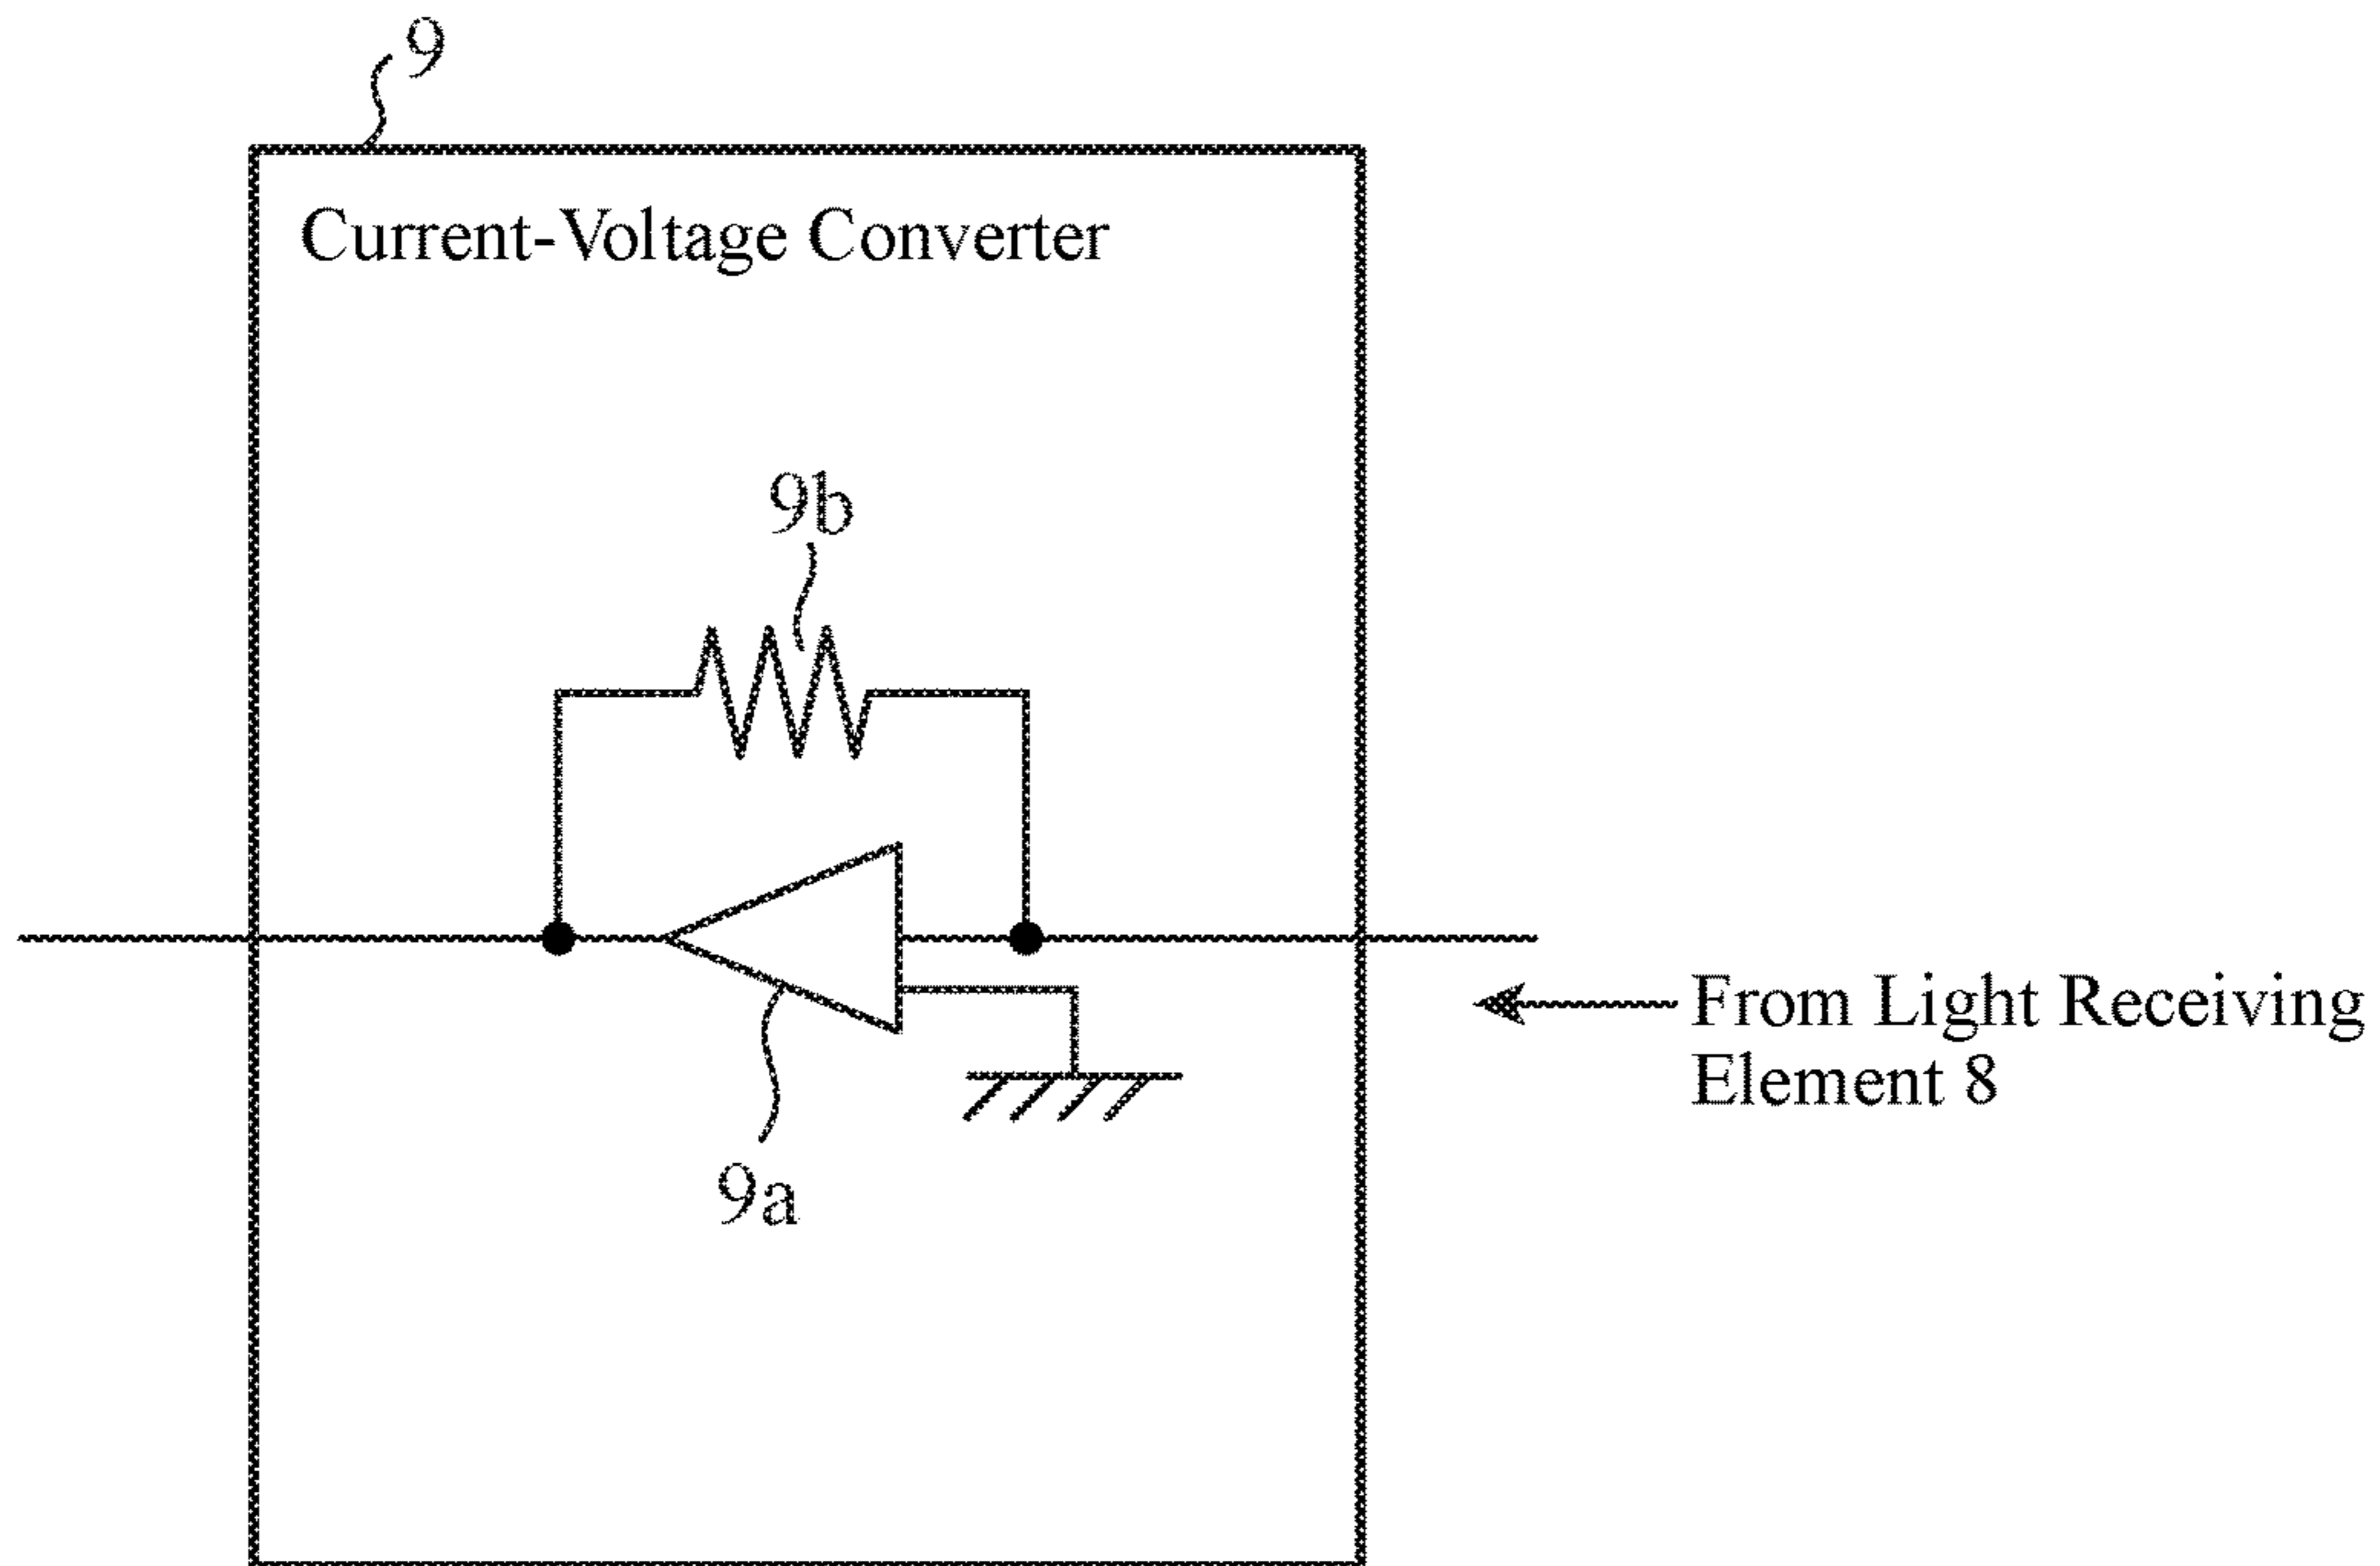 9
Current-Voltage Converter
9b
From Light Receiving
Element 8
9a